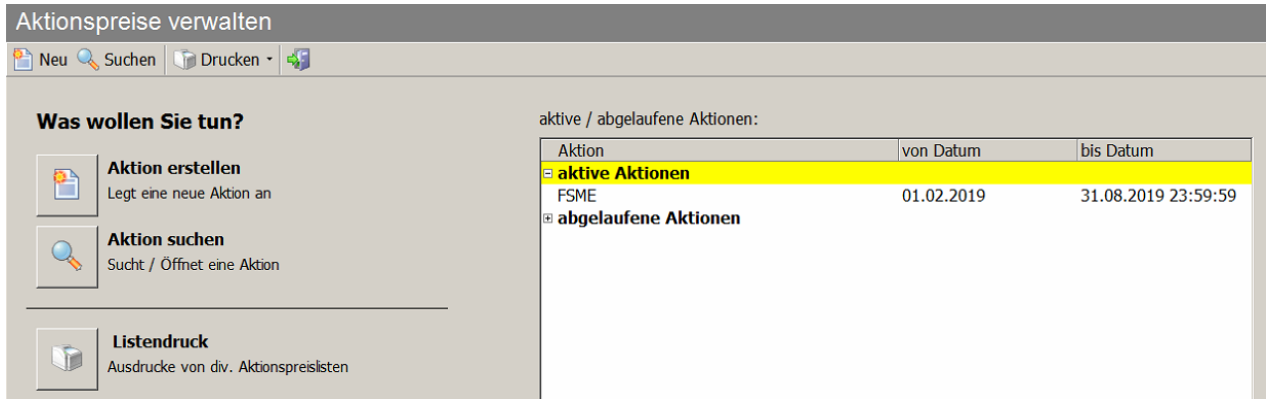 Aktionspreise verwalten
Neu Suchen Drucken
Was wollen Sie tun?
Aktion erstellen
Legt eine neue Aktion an
Aktion suchen
Sucht / Öffnet eine Aktion
Listendruck
Ausdrucke von div. Aktionspreislisten
aktive / abgelaufene Aktionen:
Aktion von Datum bis Datum
aktive Aktionen
FSME 01.02.2019 31.08.2019 23:59:59
abgelaufene Aktionen